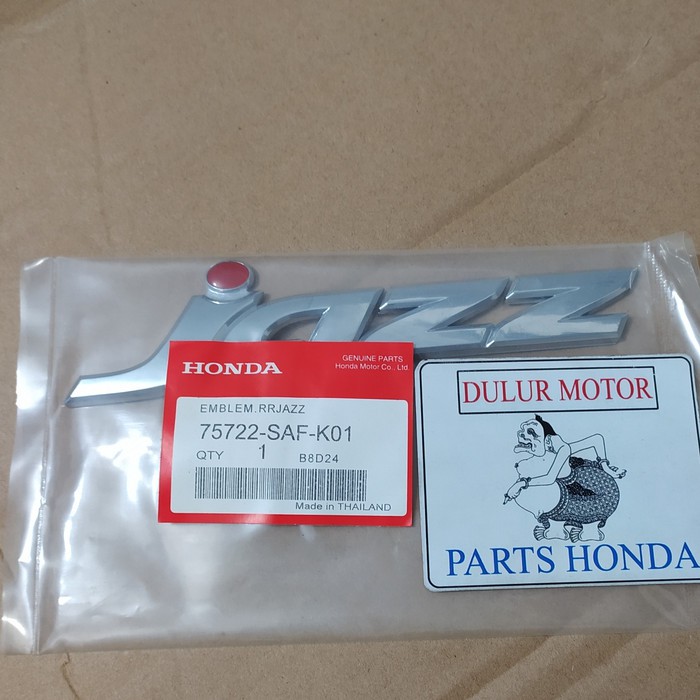 jazz
HONDA
GENUINE PARTS
Honda Motor Co., Ltd.
EMBLEM.RRJAZZ
75722-SAF-K01
QTY 1 B8D24
Made in THAILAND
DULUR MOTOR
PARTS HONDA